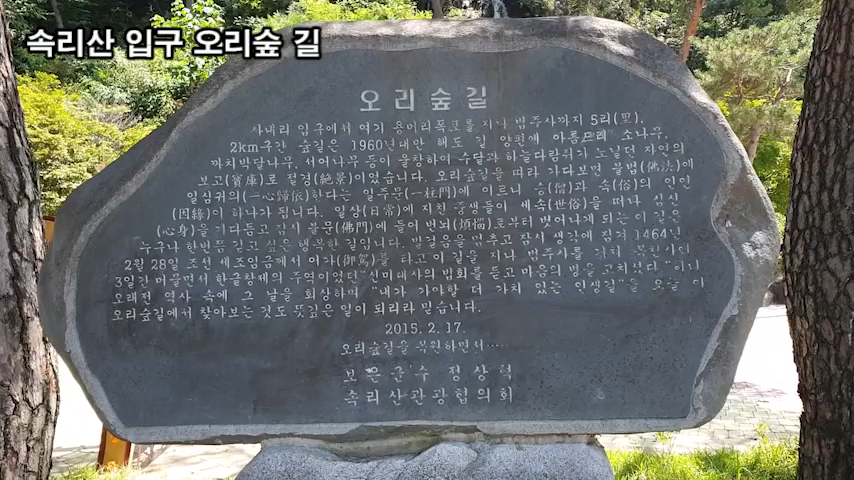 속리산 입구 오리숲 길
오리숲길
사내리 입구에서 여기 용머리폭포를 지나 법주사까지 5리(里).
2km구간 숲길은 1960년대만 해도 길 양편에 아름드리 소나무,
까치박달나무, 서어나무 등이 울창하여 수달과 하늘다람쥐가 노닐던 자연의
보고(寶庫)로 절경(絶景)이었습니다. 오리숲길을 따라 가다보면 불법(佛法)에
일심귀의(一心歸依)한다는 일주문(一柱門)에 이르니 승(僧)과 속(俗)의 인연
(因緣)이 하나가 됩니다. 일상(日常)에 지친 중생들이 세속(世俗)을 떠나 심신
(心身)을 가다듬고 잠시 불문(佛門)에 들어 번뇌(煩惱)로부터 벗어나게 되는 이 길은
누구나 한번쯤 걷고 싶은 행복한 길입니다. 발걸음을 멈추고 잠시 생각에 잠겨 1464년
2월 28일 조선 세조임금께서 어가(御駕)를 타고 이 길을 지나 법주사를 거쳐 복천사에
3일간 머물면서 한글창제의 주역이었던 신미대사의 법회를 듣고 마음의 병을 고치셨다
오래전 역사 속에 그 날을 회상하며 "내가 가야할 더 가치 있는 인생길"을 오늘 이
오리숲길에서 찾아보는 것도 뜻깊은 일이 되리라 믿습니다.
2015. 2. 17.
오리숲길을 복원하면서....
보은군수 정상혁
속리산관광협의회